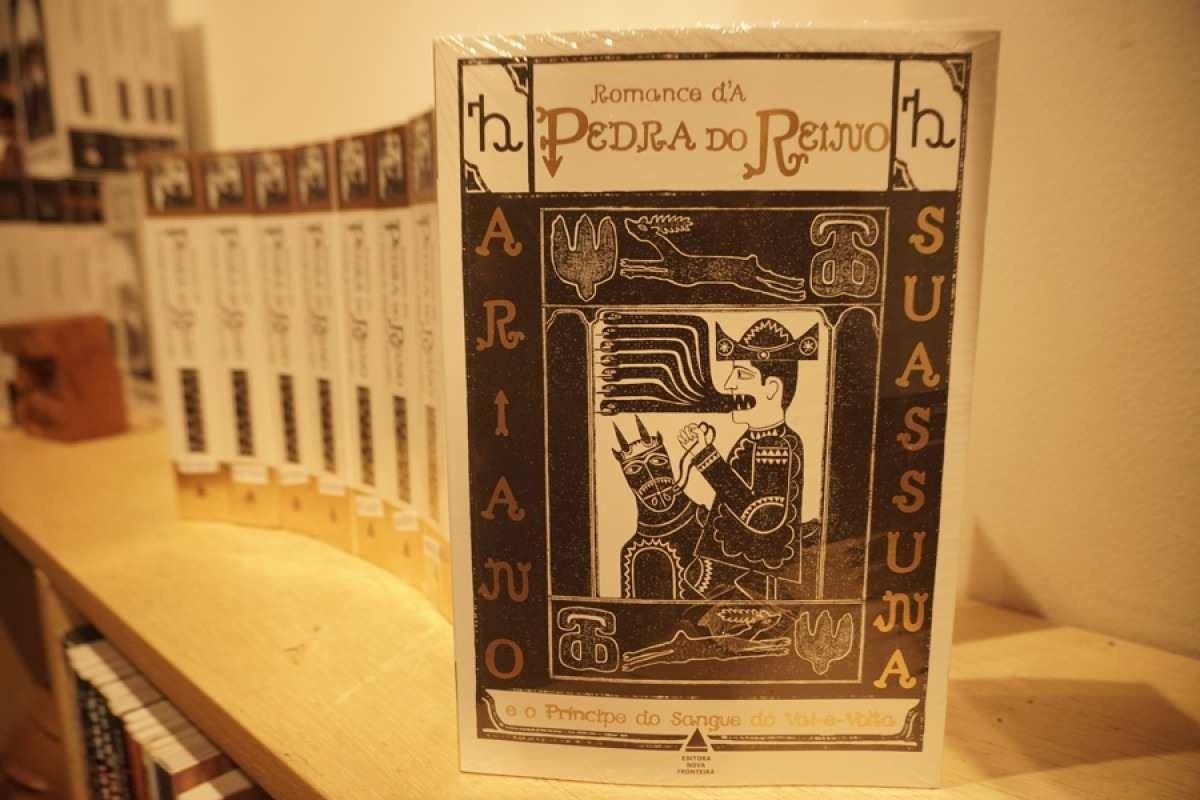 Romance d'A
PEDRA DO REINO
ARIANO
SUASSUNA
e o Príncipe do Sangue do Vai-e-Volta
EDITORA
NOVA
FRONTEIRA